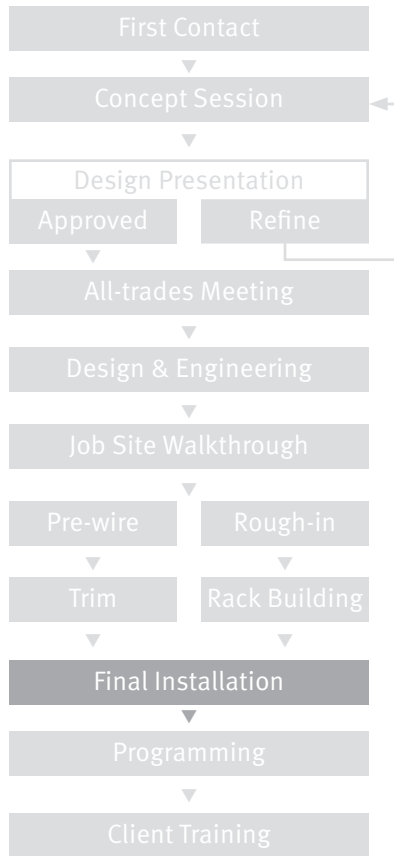 First Contact
Concept Session
Design Presentation
Approved
Refine
All-trades Meeting
Design & Engineering
Job Site Walkthrough
Pre-wire
Rough-in
Trim
Rack Building
Final Installation
Programming
Client Training